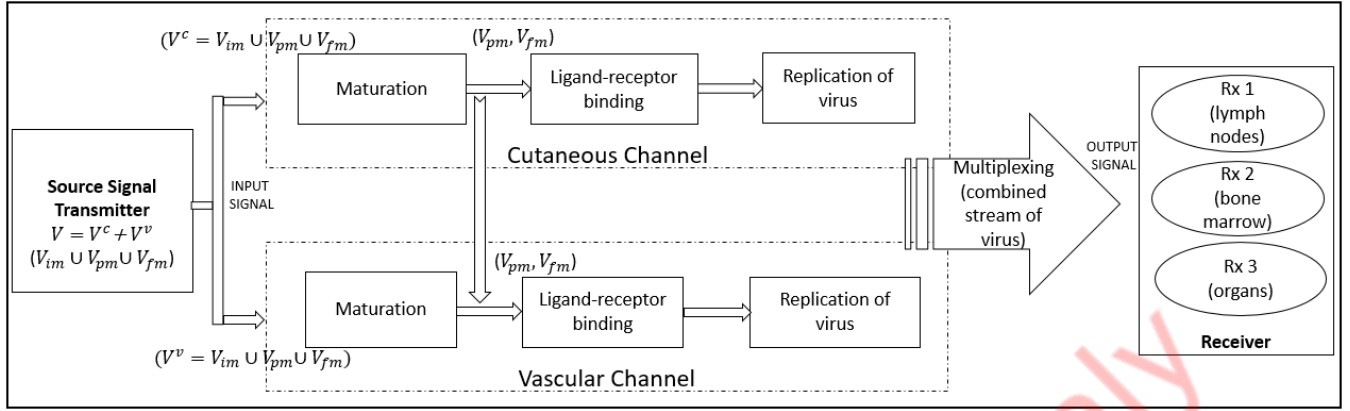 (V^c = V_im ∪ V_pm ∪ V_fm)
(V_pm, V_fm)
Maturation
Ligand-receptor
binding
Replication of
virus
Cutaneous Channel
Source Signal
Transmitter
V = V^c + V^v
(V_im ∪ V_pm ∪ V_fm)
INPUT
SIGNAL
(V_pm, V_fm)
Maturation
Ligand-receptor
binding
Replication of
virus
(V^v = V_im ∪ V_pm ∪ V_fm)
Vascular Channel
Multiplexing
(combined
stream of
virus)
OUTPUT
SIGNAL
Rx 1
(lymph
nodes)
Rx 2
(bone
marrow)
Rx 3
(organs)
Receiver